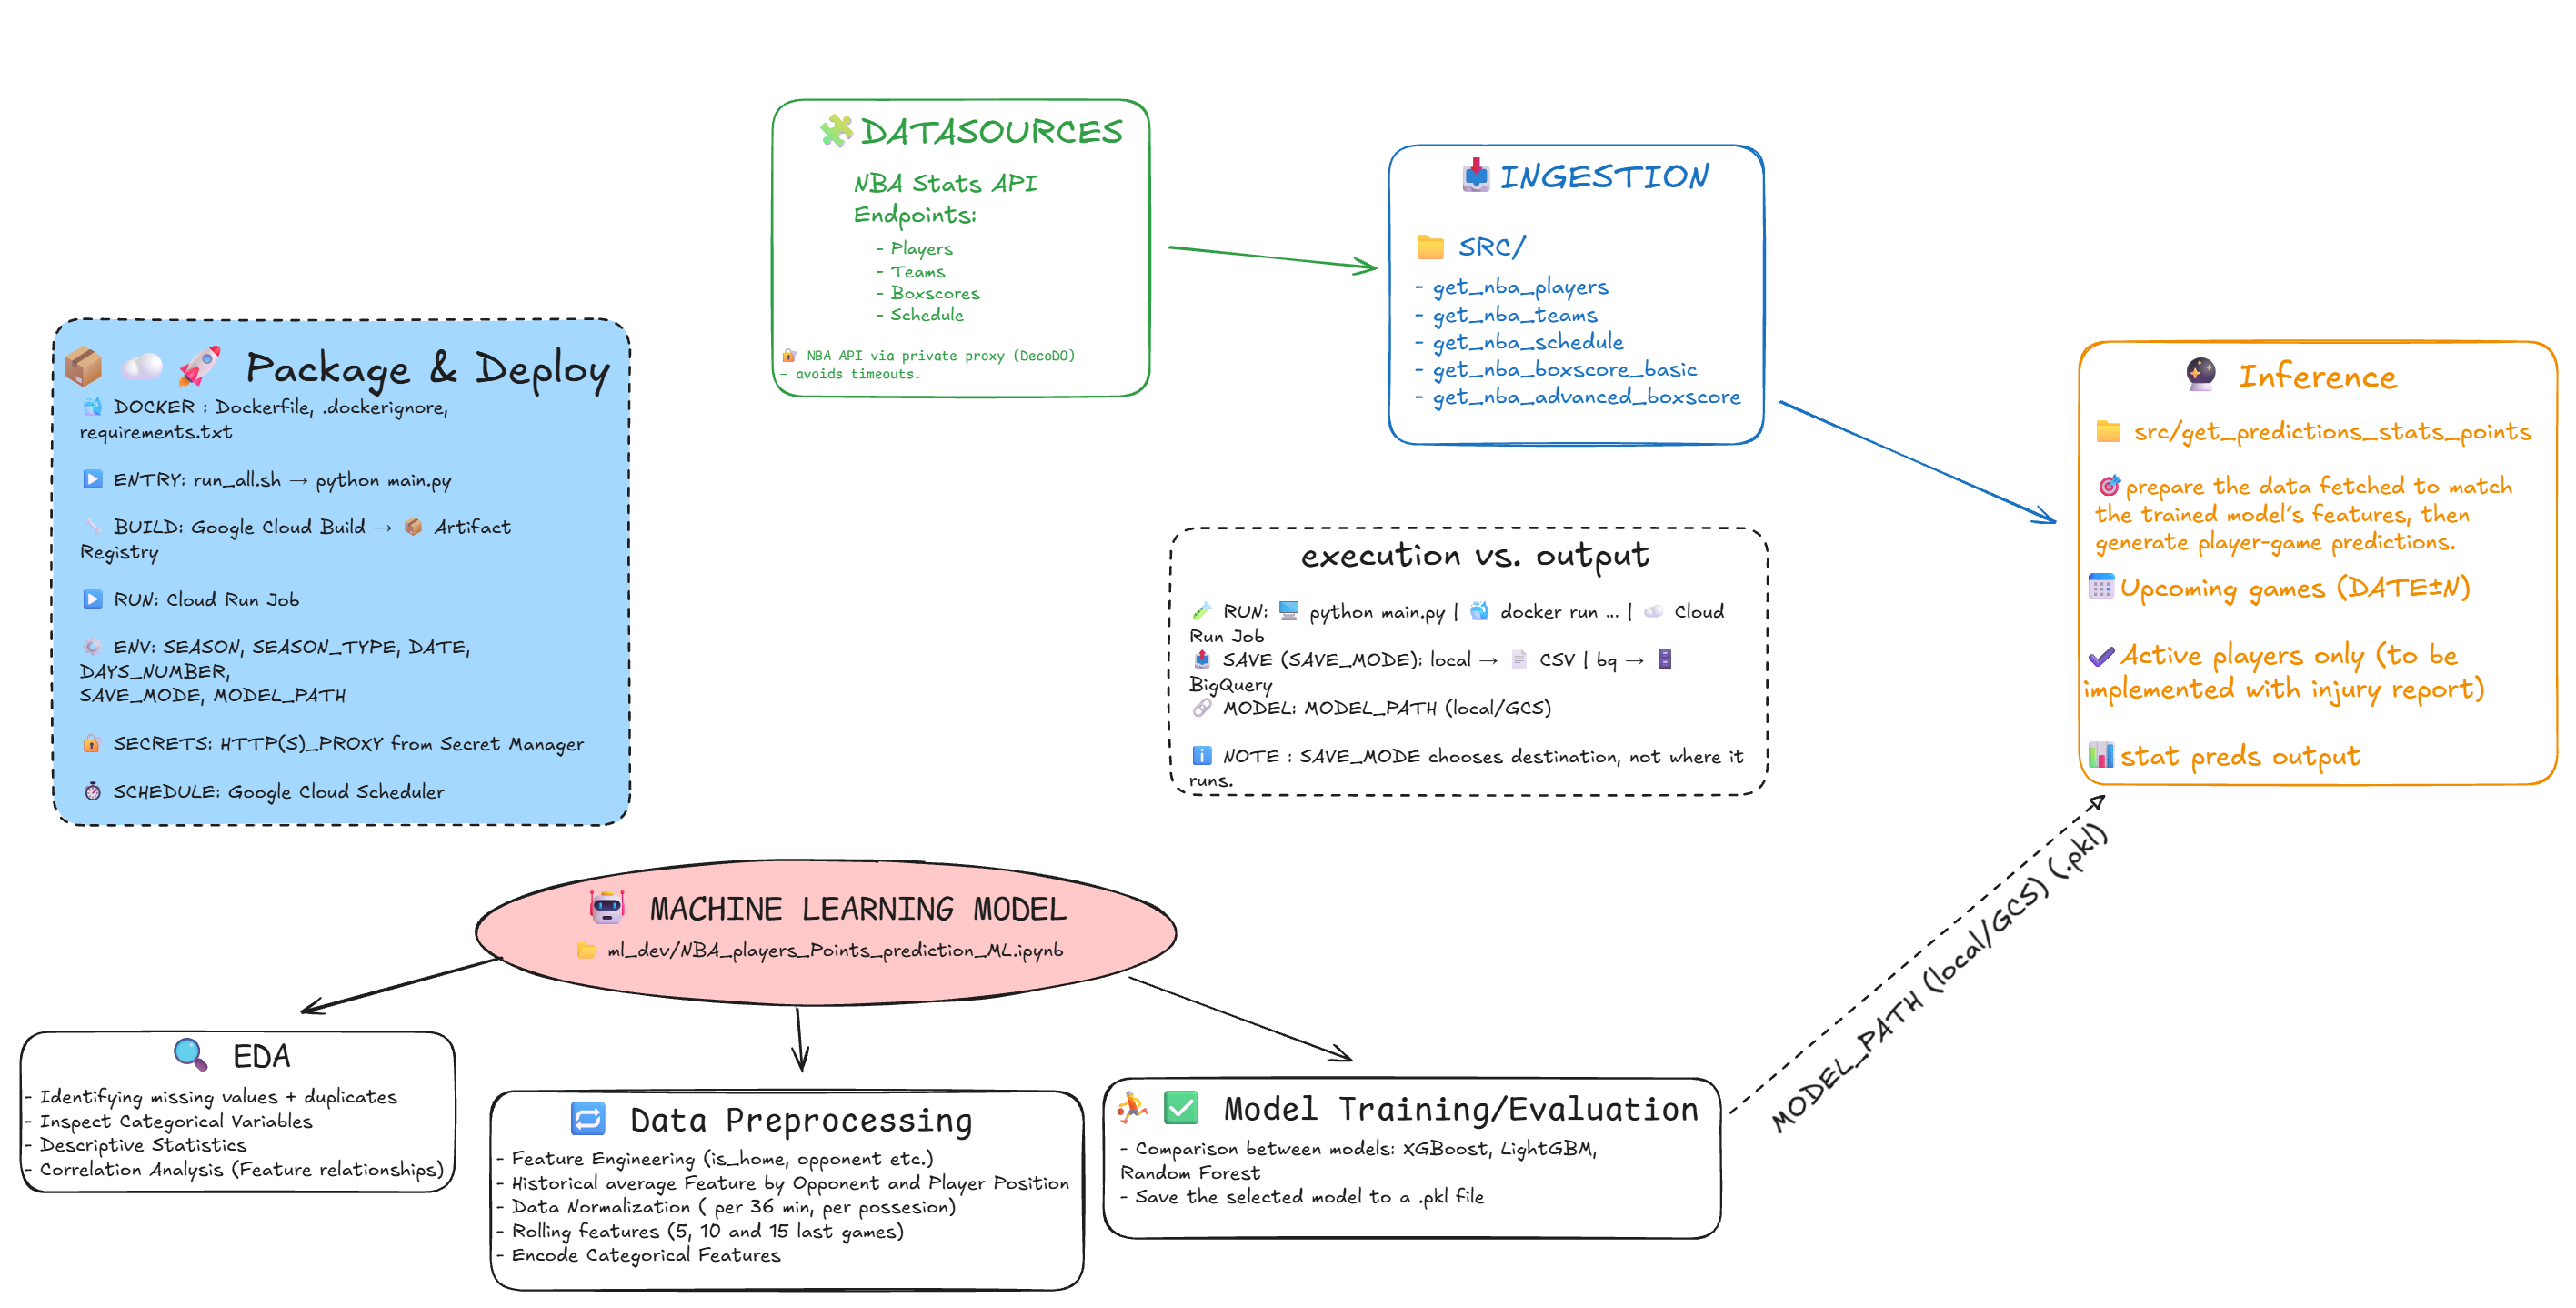 DATASOURCES
NBA Stats API
Endpoints:
- Players
- Teams
- Boxscores
- Schedule
NBA API via private proxy (DecoDO)
- avoids timeouts.
INGESTION
SRC/
- get_nba_players
- get_nba_teams
- get_nba_schedule
- get_nba_boxscore_basic
- get_nba_advanced_boxscore
Package & Deploy
DOCKER : Dockerfile, .dockerignore,
requirements.txt
ENTRY: run_all.sh → python main.py
BUILD: Google Cloud Build → Artifact
Registry
RUN: Cloud Run Job
ENV: SEASON, SEASON_TYPE, DATE,
DAYS_NUMBER,
SAVE_MODE, MODEL_PATH
SECRETS: HTTP(S)_PROXY from Secret Manager
SCHEDULE: Google Cloud Scheduler
execution vs. output
RUN: python main.py | docker run ... | Cloud
Run Job
SAVE (SAVE_MODE): local → CSV | bq →
BigQuery
MODEL: MODEL_PATH (local/GCS)
NOTE : SAVE_MODE chooses destination, not where it
runs.
Inference
src/get_predictions_stats_points
prepare the data fetched to match
the trained model's features, then
generate player-game predictions.
Upcoming games (DATE±N)
Active players only (to be
implemented with injury report)
stat preds output
MACHINE LEARNING MODEL
ml_dev/NBA_players_Points_prediction_ML.ipynb
MODEL_PATH (local/GCS) (.pkl)
EDA
- Identifying missing values + duplicates
- Inspect Categorical Variables
- Descriptive Statistics
- Correlation Analysis (Feature relationships)
Data Preprocessing
- Feature Engineering (is_home, opponent etc.)
- Historical average Feature by Opponent and Player Position
- Data Normalization ( per 36 min, per possesion)
- Rolling features (5, 10 and 15 last games)
- Encode Categorical Features
Model Training/Evaluation
- Comparison between models: XGBoost, LightGBM,
Random Forest
- Save the selected model to a .pkl file